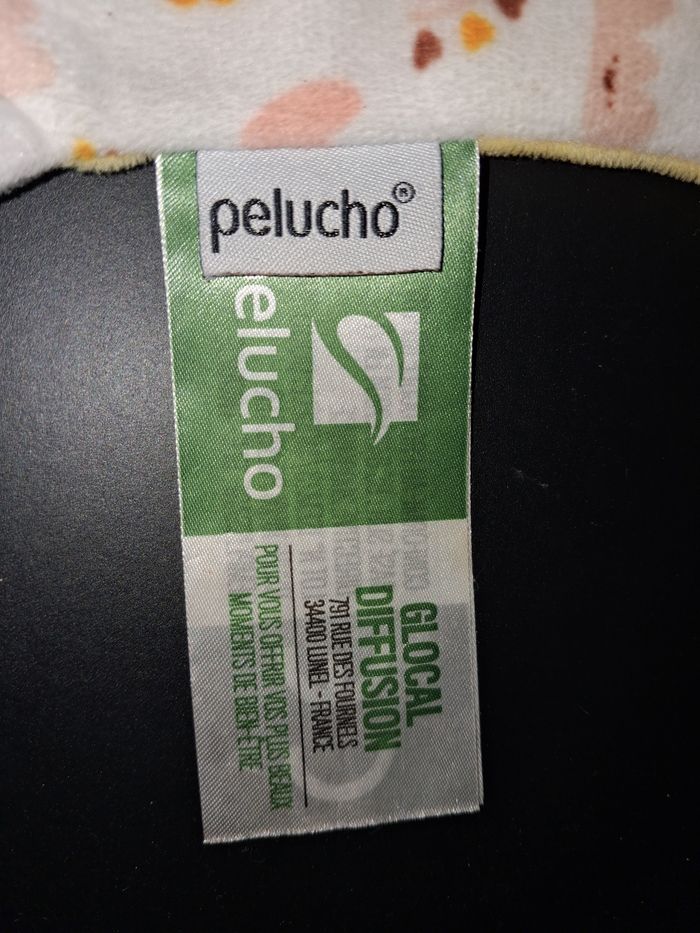 pelucho®
elucho
GLOCAL
DIFFUSION
791 RUE DES FOURNELS
34400 LUNEL - FRANCE
POUR VOUS OFFRIR VOS PLUS BEAUX
MOMENTS DE BIEN-ÊTRE